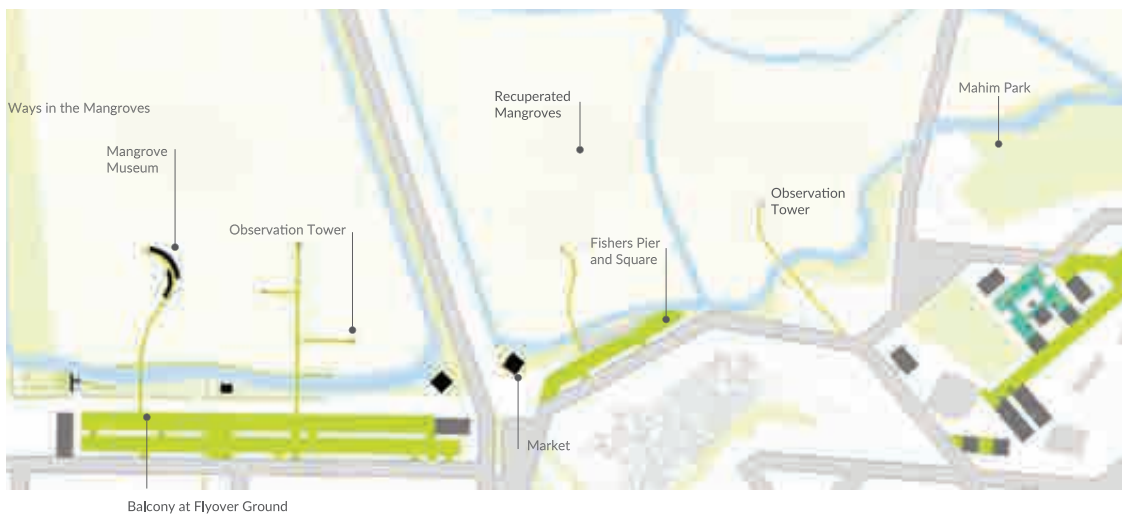 Ways in the Mangroves
Mangrove
Museum
Observation Tower
Recuperated
Mangroves
Fishers Pier
and Square
Observation
Tower
Mahim Park
Market
Balcony at Flyover Ground